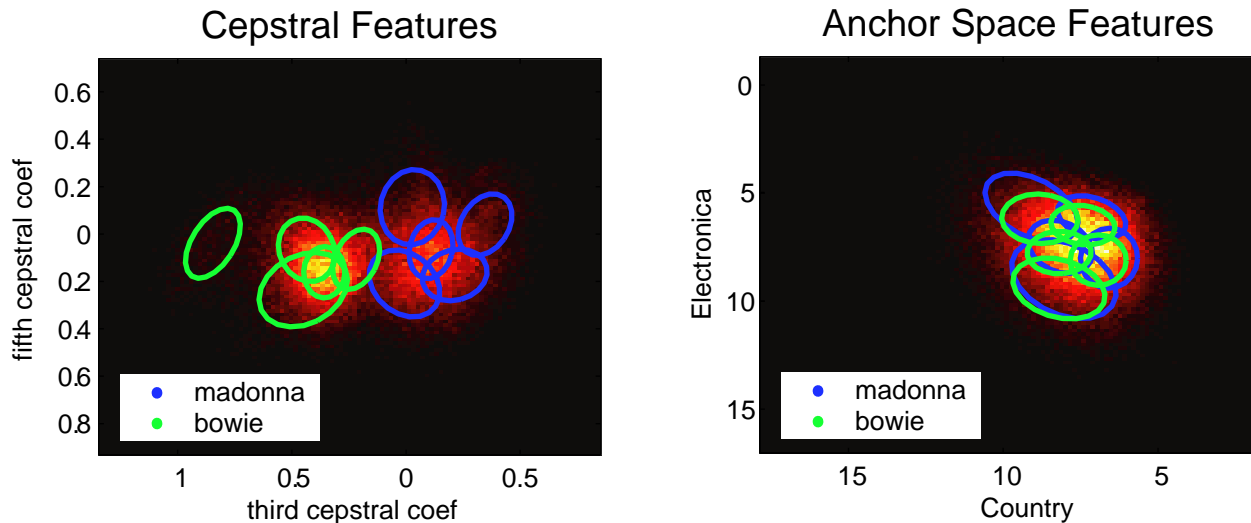 Cepstral Features
0.6
0.4
0.2
0
0.2
0.4
0.6
0.8
fifth cepstral coef
madonna
bowie
1
0.5
0
0.5
third cepstral coef
Anchor Space Features
0
5
10
15
Electronica
madonna
bowie
15
10
5
Country